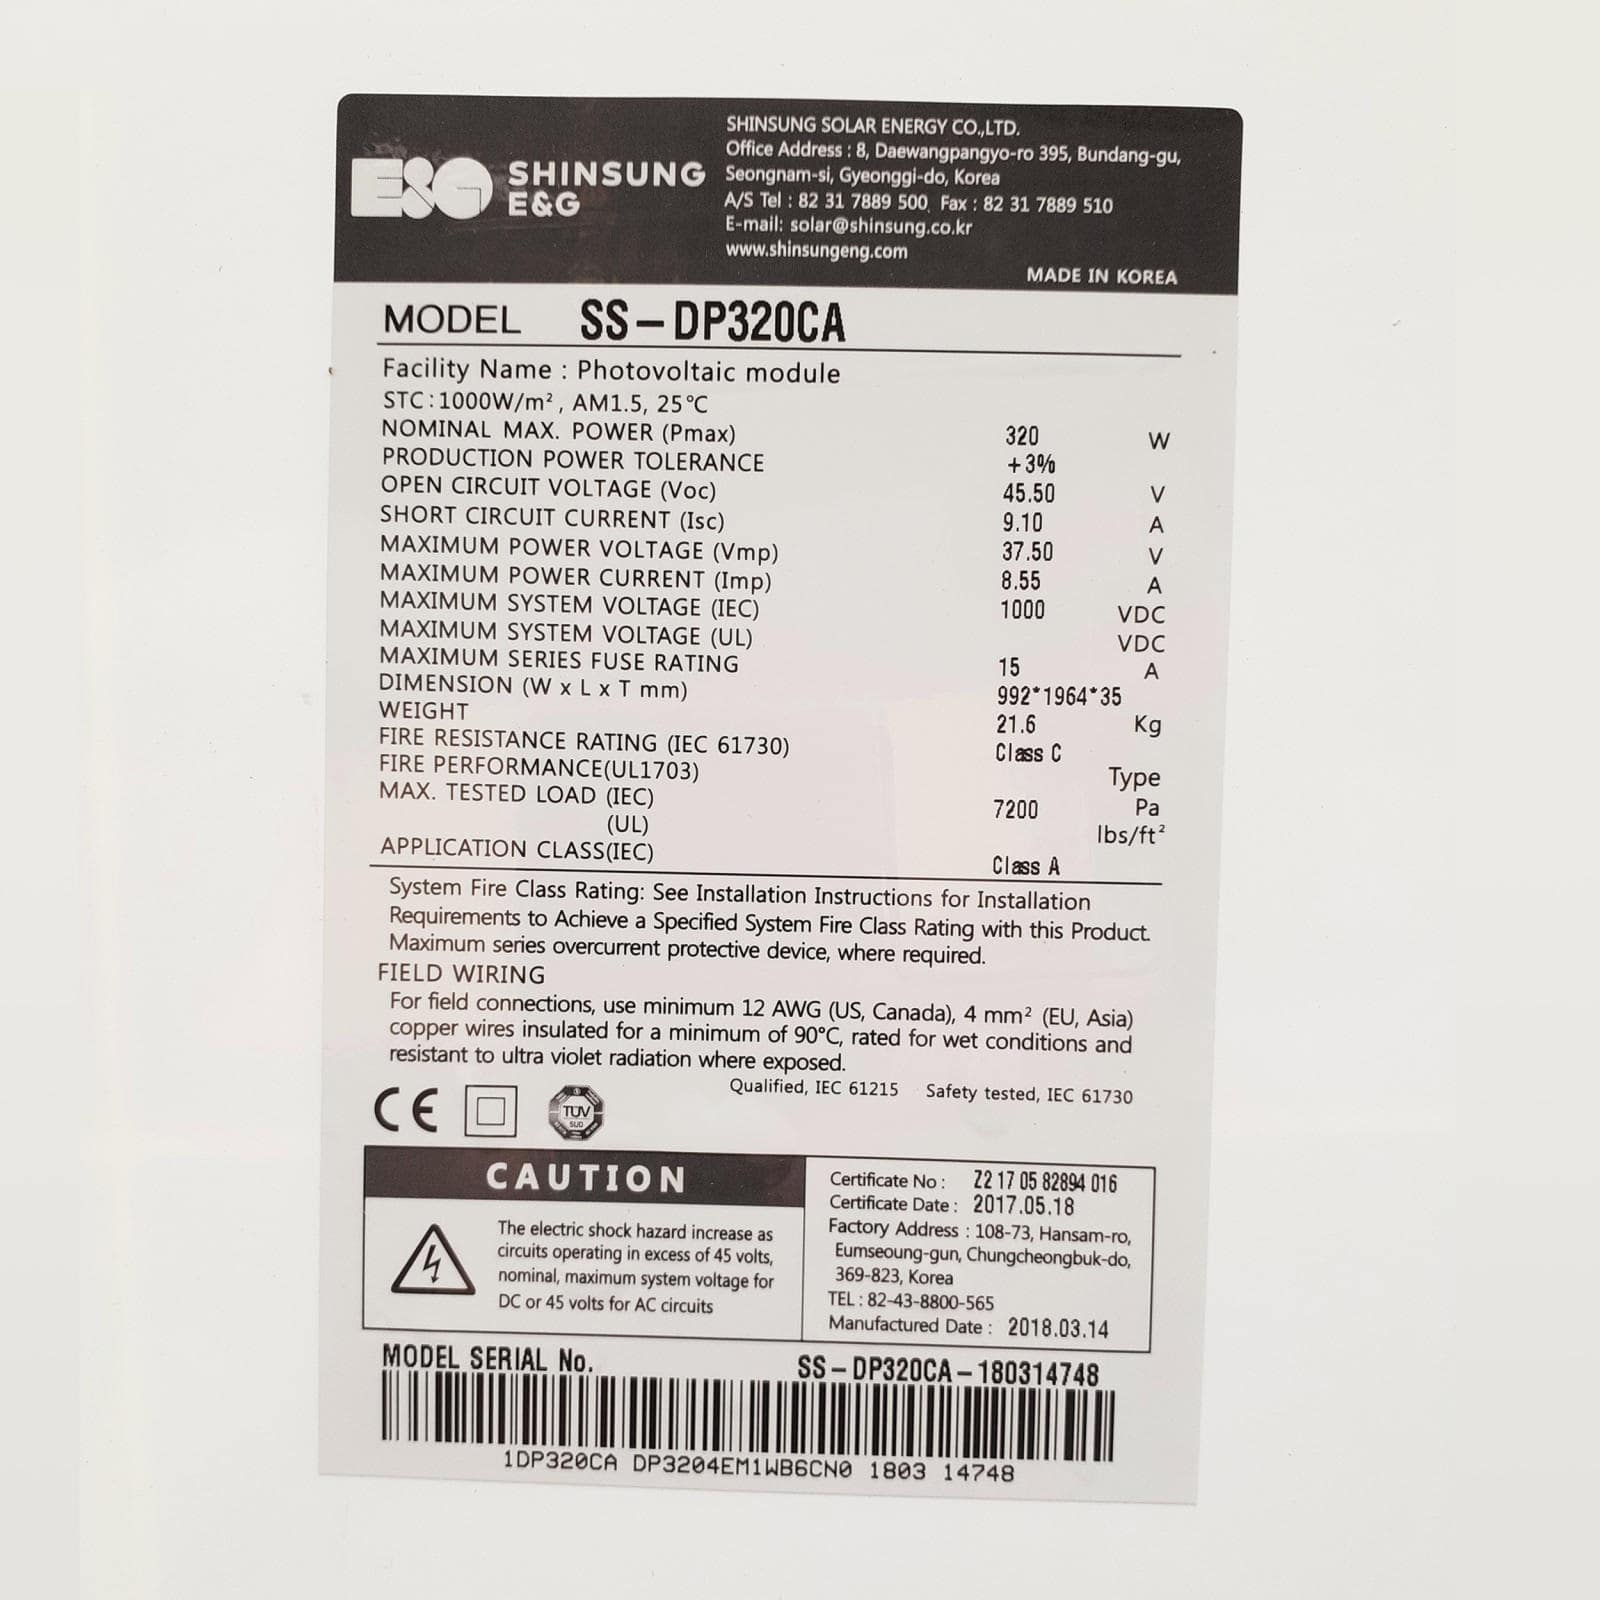 E&G SHINSUNG
E&G
SHINSUNG SOLAR ENERGY CO.,LTD.
Office Address : 8, Daewangpangyo-ro 395, Bundang-gu,
Seongnam-si, Gyeonggi-do, Korea
A/S Tel : 82 31 7889 500, Fax : 82 31 7889 510
E-mail: solar@shinsung.co.kr
www.shinsungeng.com
MADE IN KOREA
MODEL SS-DP320CA
Facility Name : Photovoltaic module
STC : 1000W/m², AM1.5, 25℃
NOMINAL MAX. POWER (Pmax) 320 W
PRODUCTION POWER TOLERANCE +3%
OPEN CIRCUIT VOLTAGE (Voc) 45.50 V
SHORT CIRCUIT CURRENT (Isc) 9.10 A
MAXIMUM POWER VOLTAGE (Vmp) 37.50 V
MAXIMUM POWER CURRENT (Imp) 8.55 A
MAXIMUM SYSTEM VOLTAGE (IEC) 1000 VDC
MAXIMUM SYSTEM VOLTAGE (UL) VDC
MAXIMUM SERIES FUSE RATING 15 A
DIMENSION (W x L x T mm) 992*1964*35
WEIGHT 21.6 Kg
FIRE RESISTANCE RATING (IEC 61730) Class C
FIRE PERFORMANCE(UL1703) Type
MAX. TESTED LOAD (IEC) 7200 Pa
(UL) lbs/ft²
APPLICATION CLASS(IEC) Class A
System Fire Class Rating: See Installation Instructions for Installation
Requirements to Achieve a Specified System Fire Class Rating with this Product.
Maximum series overcurrent protective device, where required.
FIELD WIRING
For field connections, use minimum 12 AWG (US, Canada), 4 mm² (EU, Asia)
copper wires insulated for a minimum of 90℃, rated for wet conditions and
resistant to ultra violet radiation where exposed.
Qualified, IEC 61215 Safety tested, IEC 61730
CE
TÜV
SÜD
CAUTION
The electric shock hazard increase as
circuits operating in excess of 45 volts,
nominal, maximum system voltage for
DC or 45 volts for AC circuits
Certificate No : Z2 17 05 82894 016
Certificate Date : 2017.05.18
Factory Address : 108-73, Hansam-ro,
Eumseoung-gun, Chungcheongbuk-do,
369-823, Korea
TEL : 82-43-8800-565
Manufactured Date : 2018.03.14
MODEL SERIAL No. SS-DP320CA-180314748
1DP320CA DP3204EM1WB6CN0 1803 14748